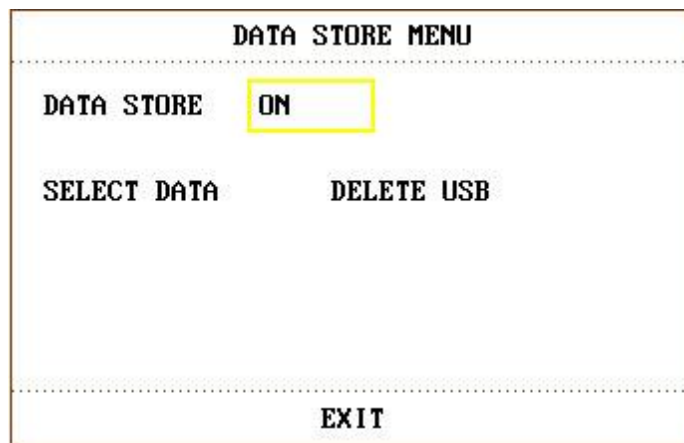 DATA STORE MENU
DATA STORE ON
SELECT DATA DELETE USB
EXIT